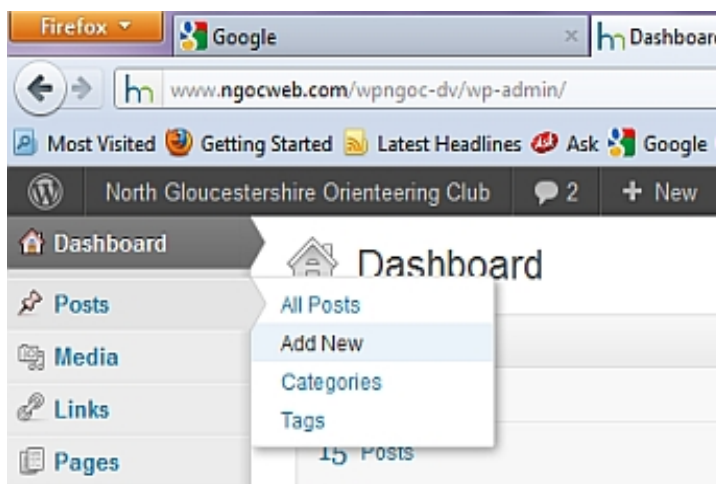 Firefox
Google
Dashboar
www.ngocweb.com/wpngoc-dv/wp-admin/
Most Visited Getting Started Latest Headlines Ask Google
North Gloucestershire Orienteering Club 2 + New
Dashboard
Dashboard
Posts
All Posts
Add New
Media
Categories
Links
Tags
Pages
15 Posts